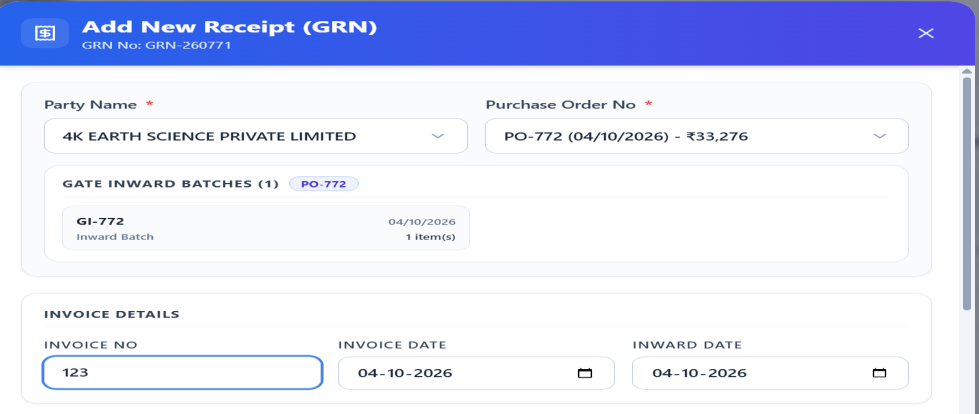 Add New Receipt (GRN)
GRN No: GRN-260771
Party Name *
Purchase Order No *
4K EARTH SCIENCE PRIVATE LIMITED
PO-772 (04/10/2026) - ₹33,276
GATE INWARD BATCHES (1) PO-772
GI-772 04/10/2026
Inward Batch 1 item(s)
INVOICE DETAILS
INVOICE NO INVOICE DATE INWARD DATE
123 04-10-2026 04-10-2026